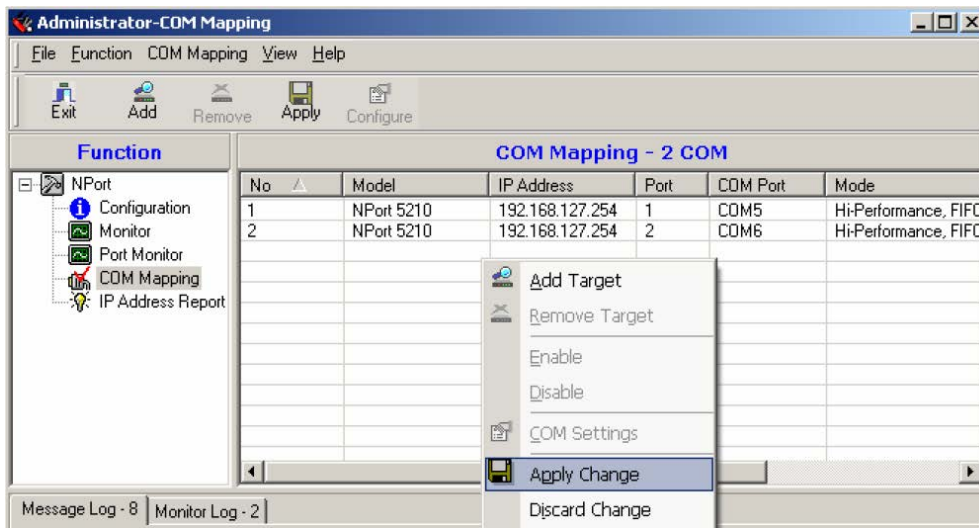 Administrator-COM Mapping
File Function COM Mapping View Help
Exit Add Remove Apply Configure
Function
COM Mapping - 2 COM
NPort
Configuration
Monitor
Port Monitor
COM Mapping
IP Address Report
No Model IP Address Port COM Port Mode
1 NPort 5210 192.168.127.254 1 COM5 Hi-Performance, FIFO
2 NPort 5210 192.168.127.254 2 COM6 Hi-Performance, FIFO
Add Target
Remove Target
Enable
Disable
COM Settings
Apply Change
Discard Change
Message Log - 8 Monitor Log - 2